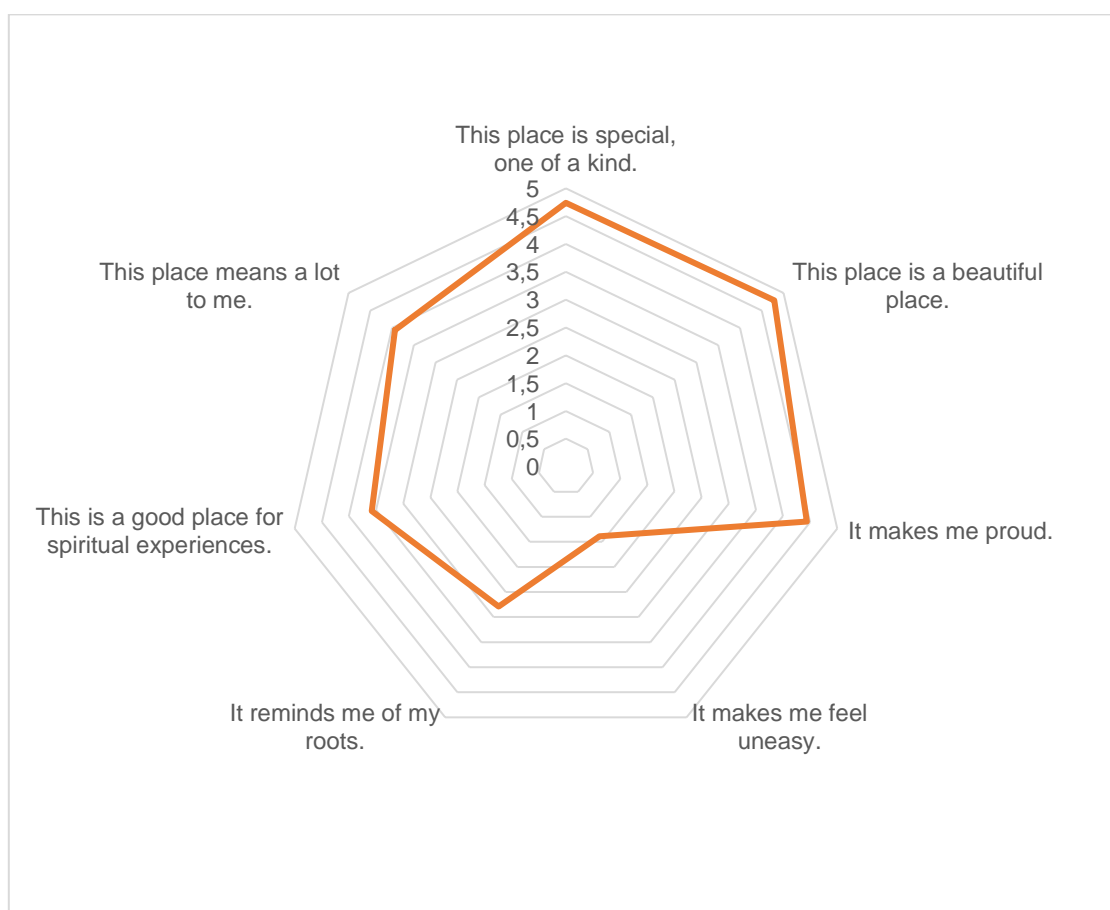 This place is special,
one of a kind.
5
4,5
4
3,5
3
2,5
2
1,5
1
0,5
0
This place is a beautiful
place.
It makes me proud.
It makes me feel
uneasy.
It reminds me of my
roots.
This is a good place for
spiritual experiences.
This place means a lot
to me.